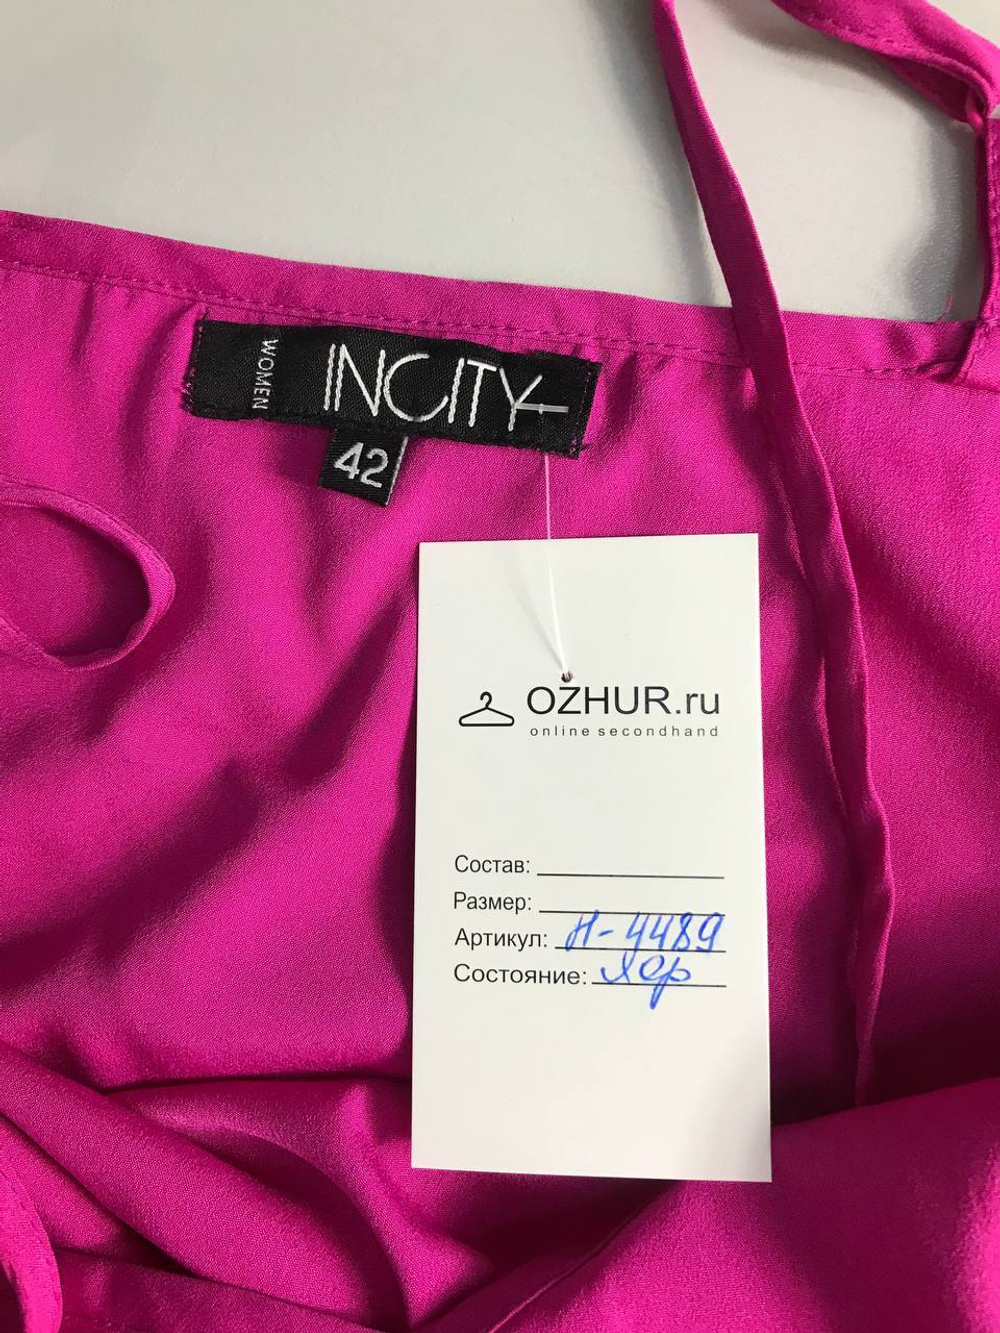 WOMEN INCITY
42
OZHUR.ru
online secondhand
Состав:
Размер:
Артикул: Н-4489
Состояние: хор